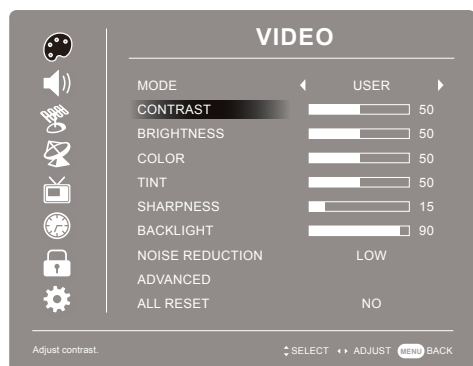 VIDEO
MODE USER
CONTRAST 50
BRIGHTNESS 50
COLOR 50
TINT 50
SHARPNESS 15
BACKLIGHT 90
NOISE REDUCTION LOW
ADVANCED
ALL RESET NO
Adjust contrast. SELECT ADJUST MENU BACK